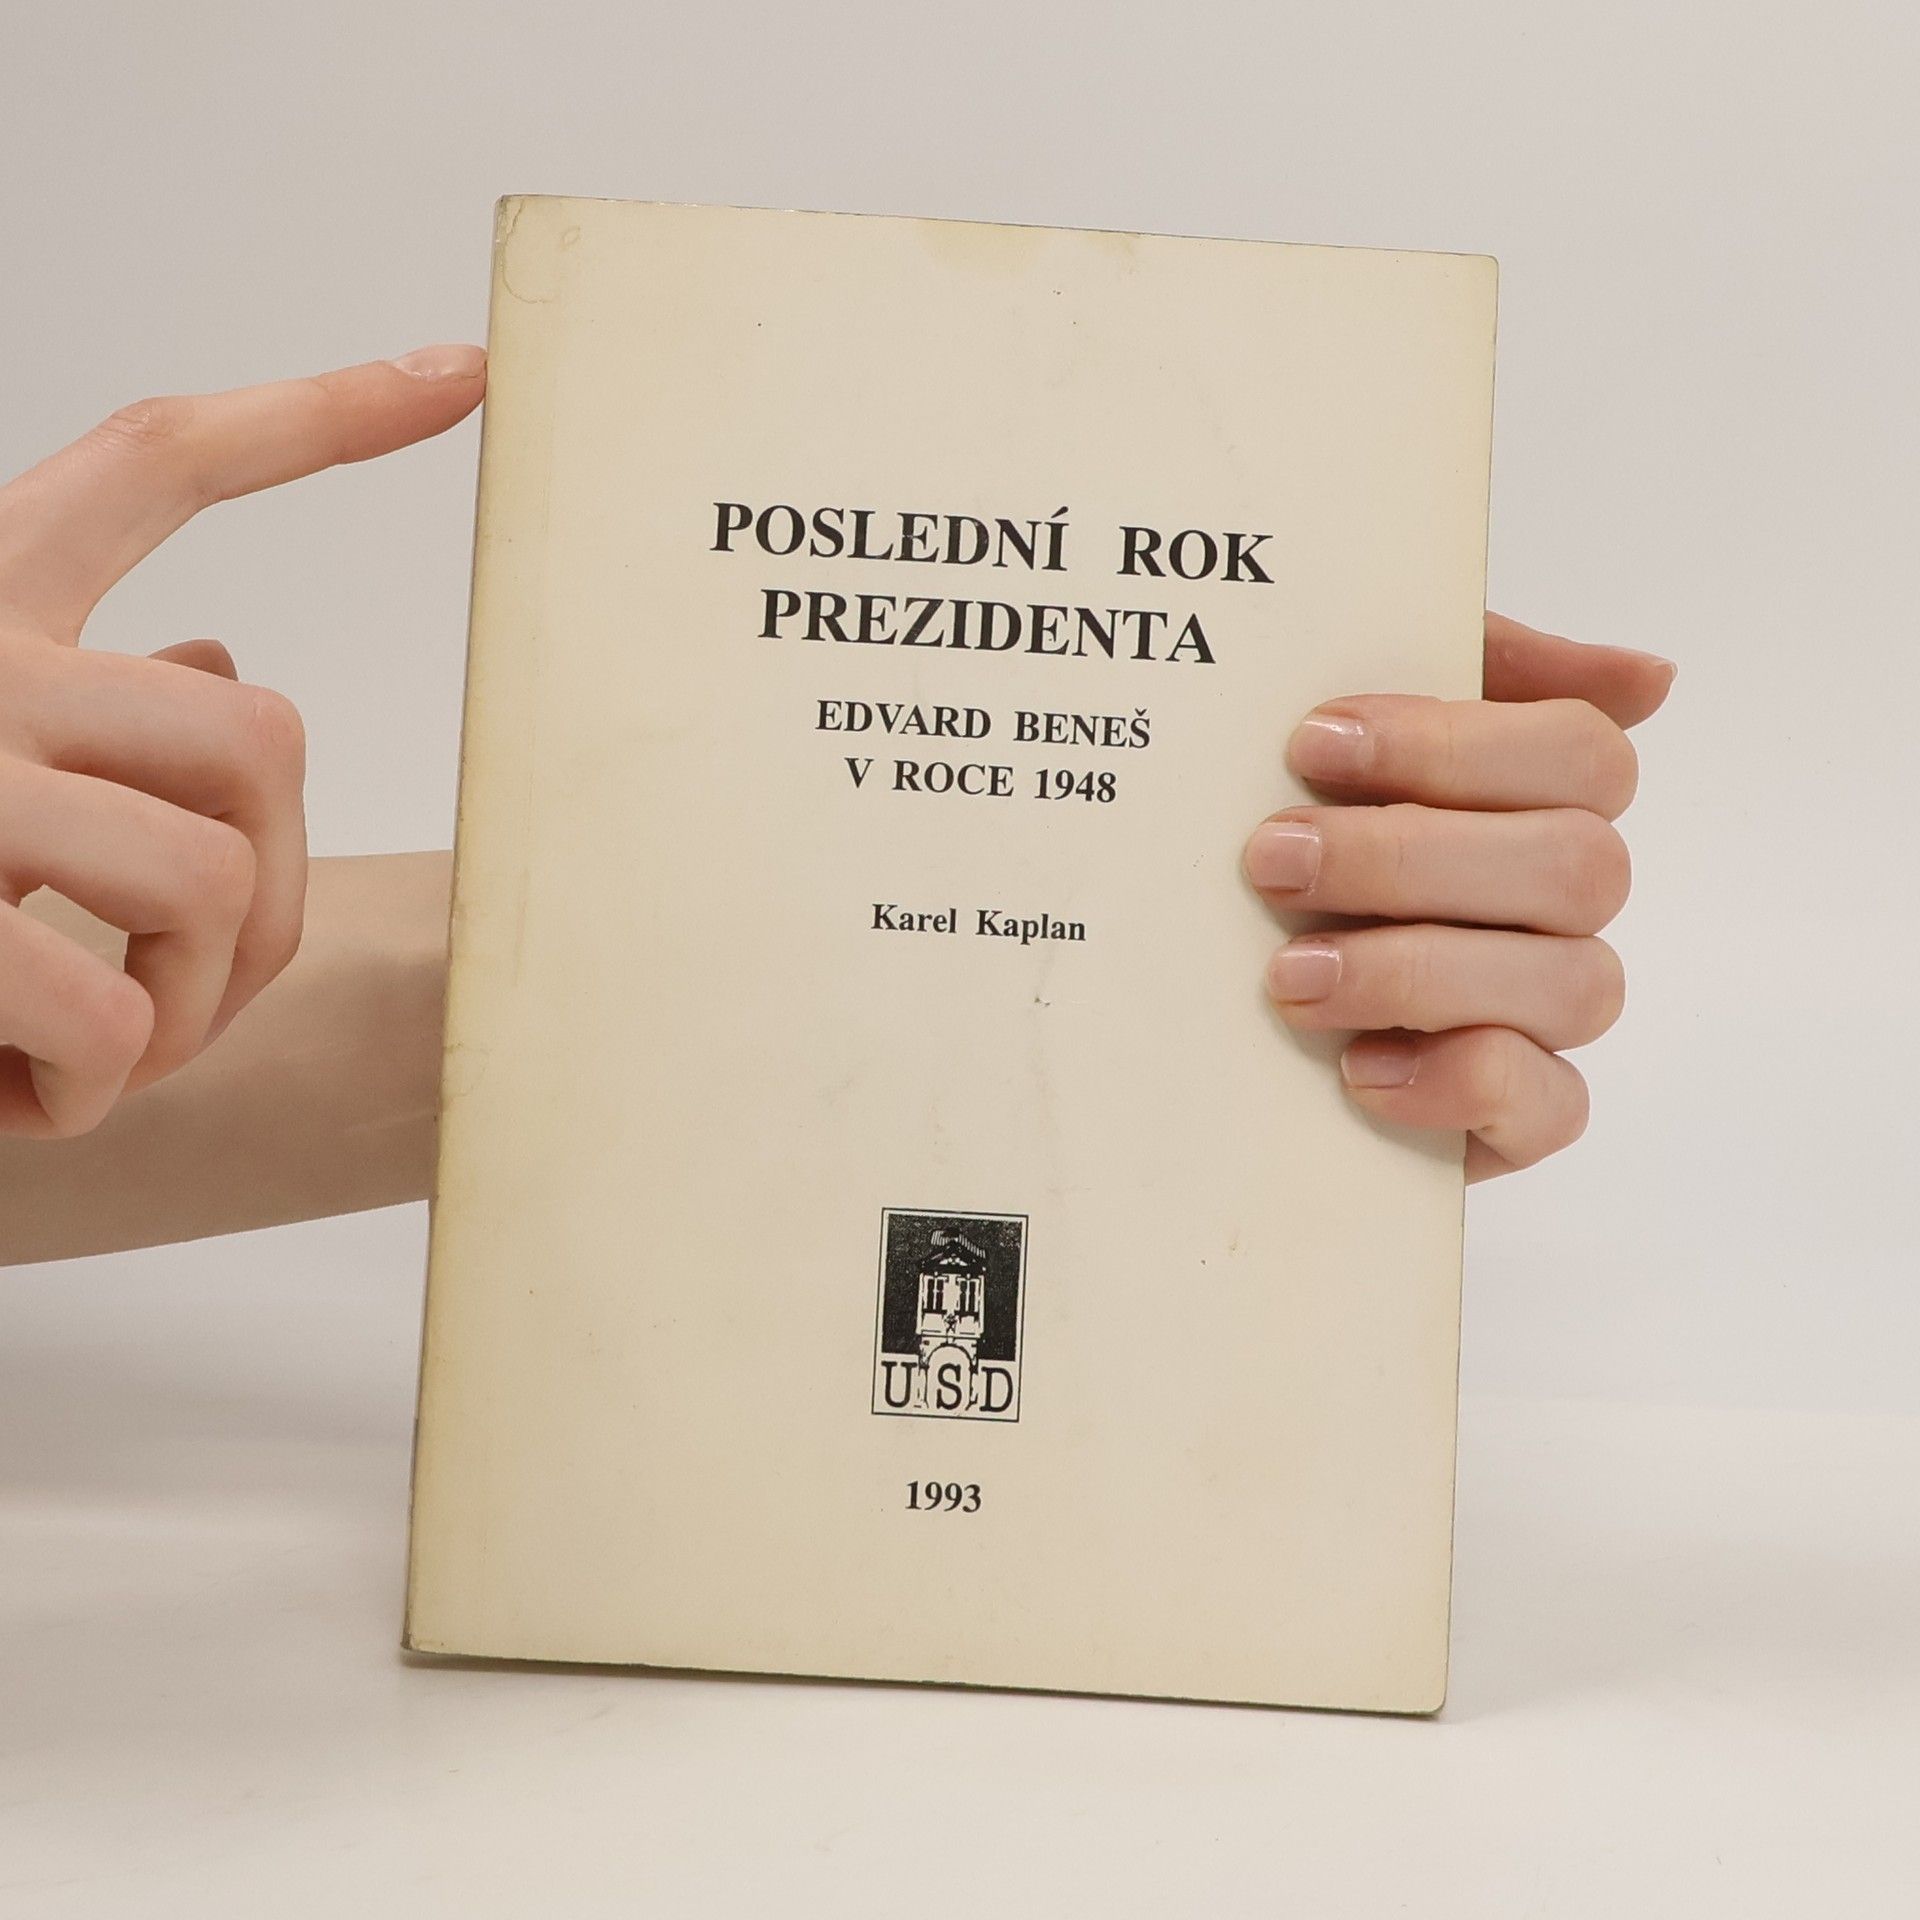 POSLEDNÍ ROK
PREZIDENTA
EDVARD BENEŠ
V ROCE 1948
Karel Kaplan
USD
1993